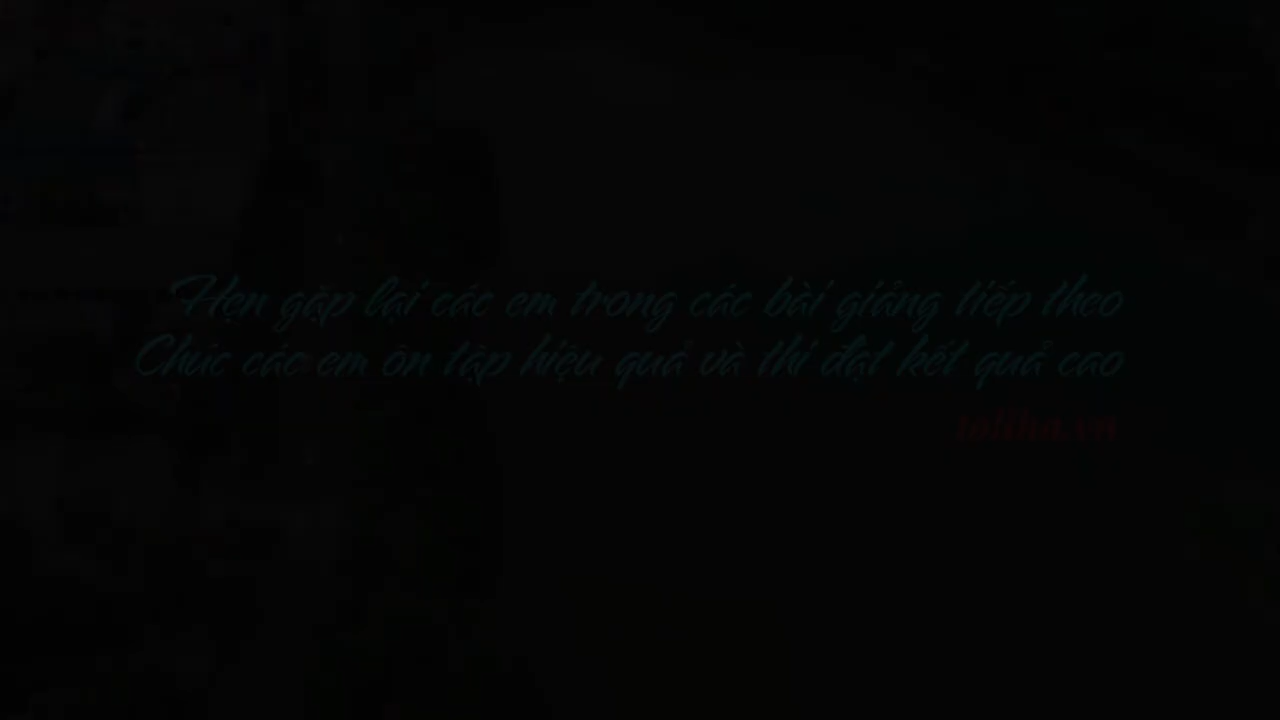 Hẹn gặp lại các em trong các bài giảng tiếp theo
Chúc các em ôn tập hiệu quả và thi đạt kết quả cao